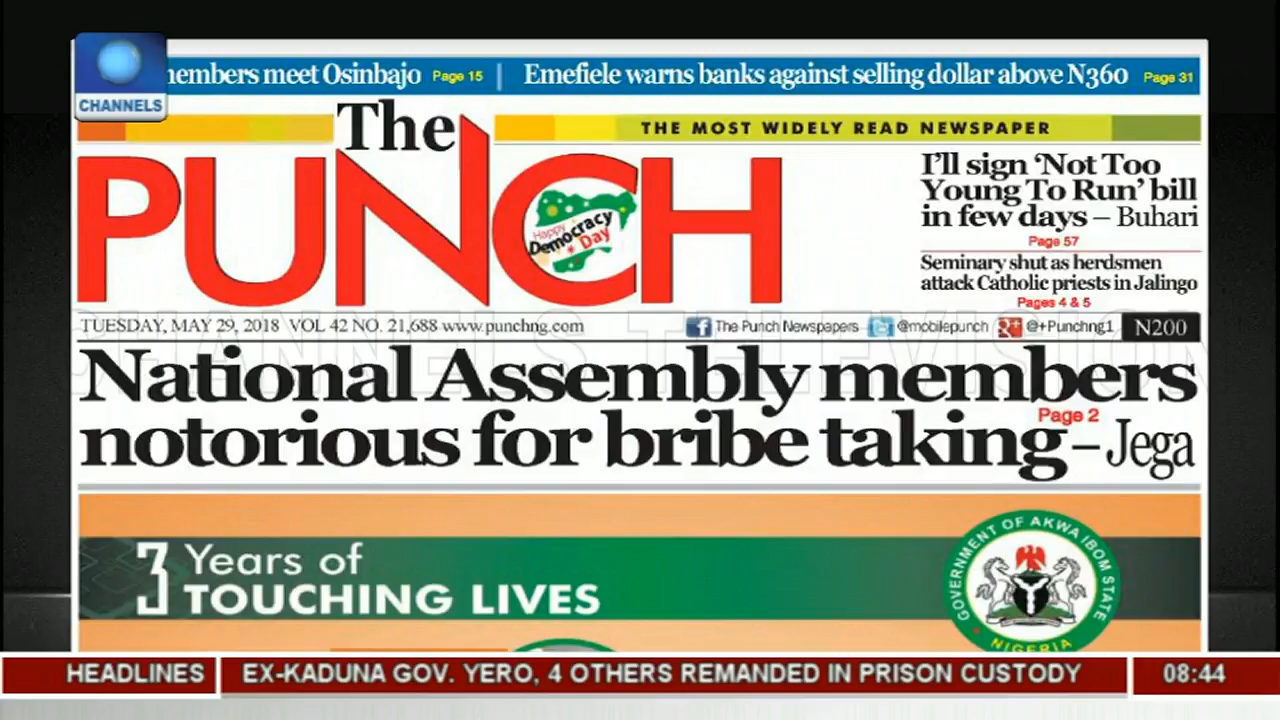 CHANNELS
members meet Osinbajo Page 15 | Emefiele warns banks against selling dollar above N360 Page 31
The
PUNCH
Happy
Democracy
Day
THE MOST WIDELY READ NEWSPAPER
I'll sign 'Not Too
Young To Run' bill
in few days – Buhari
Page 57
Seminary shut as herdsmen
attack Catholic priests in Jalingo
Pages 4 & 5
TUESDAY, MAY 29, 2018 VOL 42 NO. 21,688 www.punchng.com
The Punch Newspapers @mobilepunch @+Punchng1 N200
CHANNELS TELEVISION
National Assembly members
notorious for bribe taking – Jega
Page 2
3 Years of
TOUCHING LIVES
GOVERNMENT OF AKWA IBOM STATE
NIGERIA
HEADLINES EX-KADUNA GOV. YERO, 4 OTHERS REMANDED IN PRISON CUSTODY 08:44